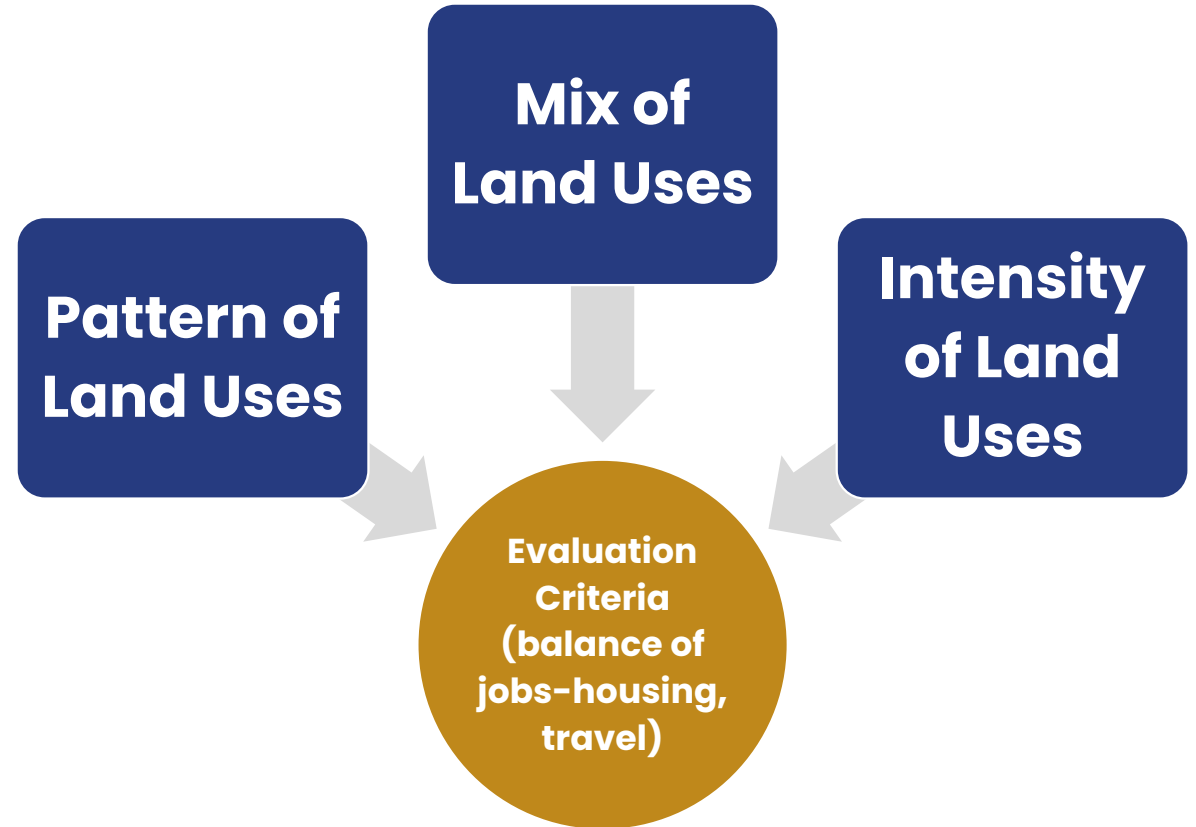 Mix of
Land Uses
Pattern of
Land Uses
Intensity
of Land
Uses
Evaluation
Criteria
(balance of
jobs-housing,
travel)